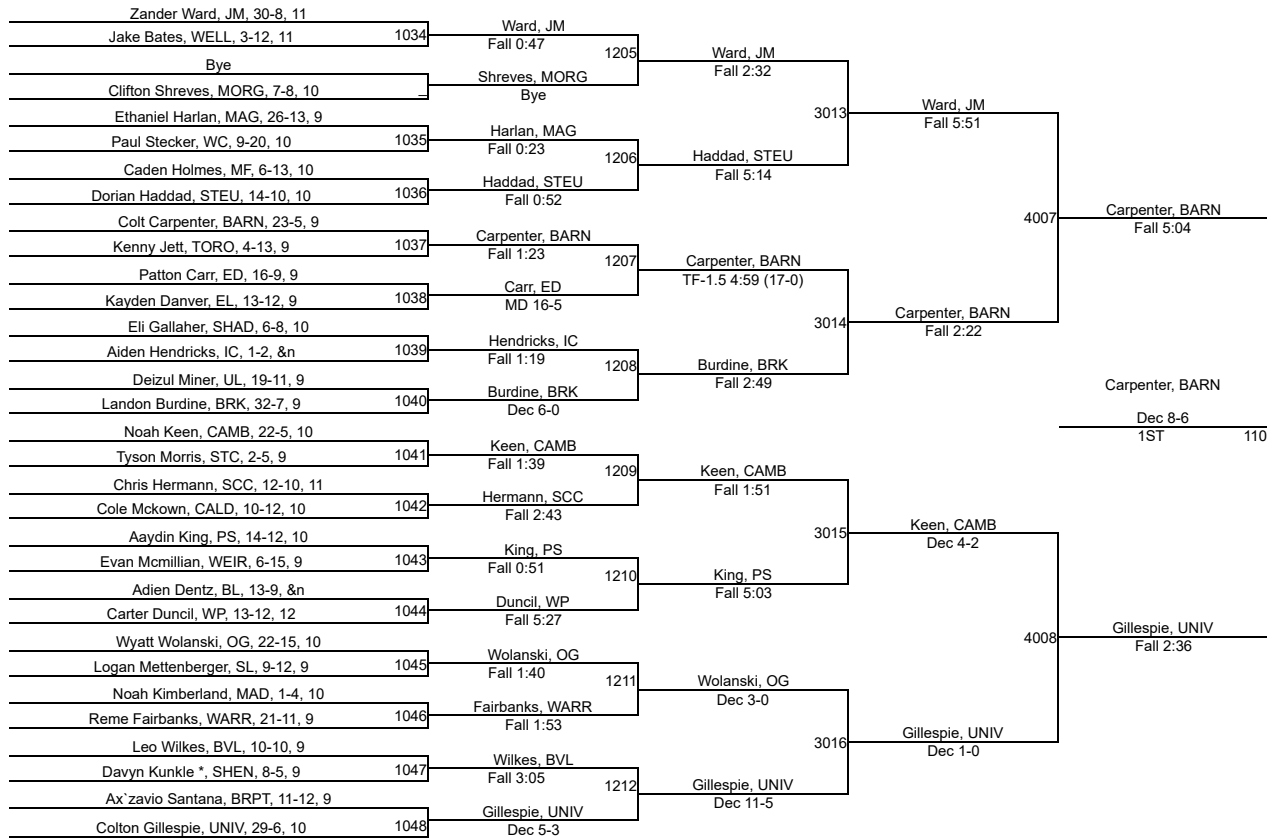 Zander Ward, JM, 30-8, 11
Jake Bates, WELL, 3-12, 11
1034
Bye
Clifton Shreves, MORG, 7-8, 10
_
Ethaniel Harlan, MAG, 26-13, 9
Paul Stecker, WC, 9-20, 10
1035
Caden Holmes, MF, 6-13, 10
Dorian Haddad, STEU, 14-10, 10
1036
Colt Carpenter, BARN, 23-5, 9
Kenny Jett, TORO, 4-13, 9
1037
Patton Carr, ED, 16-9, 9
Kayden Danver, EL, 13-12, 9
1038
Eli Gallaher, SHAD, 6-8, 10
Aiden Hendricks, IC, 1-2, &n
1039
Deizul Miner, UL, 19-11, 9
Landon Burdine, BRK, 32-7, 9
1040
Noah Keen, CAMB, 22-5, 10
Tyson Morris, STC, 2-5, 9
1041
Chris Hermann, SCC, 12-10, 11
Cole Mckown, CALD, 10-12, 10
1042
Aaydin King, PS, 14-12, 10
Evan Mcmillian, WEIR, 6-15, 9
1043
Adien Dentz, BL, 13-9, &n
Carter Duncil, WP, 13-12, 12
1044
Wyatt Wolanski, OG, 22-15, 10
Logan Mettenberger, SL, 9-12, 9
1045
Noah Kimberland, MAD, 1-4, 10
Reme Fairbanks, WARR, 21-11, 9
1046
Leo Wilkes, BVL, 10-10, 9
Davyn Kunkle *, SHEN, 8-5, 9
1047
Ax`zavio Santana, BRPT, 11-12, 9
Colton Gillespie, UNIV, 29-6, 10
1048
Ward, JM
Fall 0:47
1205
Shreves, MORG
Bye
Harlan, MAG
Fall 0:23
1206
Haddad, STEU
Fall 0:52
Carpenter, BARN
Fall 1:23
1207
Carr, ED
MD 16-5
Hendricks, IC
Fall 1:19
1208
Burdine, BRK
Dec 6-0
Keen, CAMB
Fall 1:39
1209
Hermann, SCC
Fall 2:43
King, PS
Fall 0:51
1210
Duncil, WP
Fall 5:27
Wolanski, OG
Fall 1:40
1211
Fairbanks, WARR
Fall 1:53
Wilkes, BVL
Fall 3:05
1212
Gillespie, UNIV
Dec 5-3
Ward, JM
Fall 2:32
3013
Haddad, STEU
Fall 5:14
Carpenter, BARN
TF-1.5 4:59 (17-0)
3014
Burdine, BRK
Fall 2:49
Keen, CAMB
Fall 1:51
3015
King, PS
Fall 5:03
Wolanski, OG
Dec 3-0
3016
Gillespie, UNIV
Dec 11-5
Ward, JM
Fall 5:51
4007
Carpenter, BARN
Fall 2:22
Keen, CAMB
Dec 4-2
4008
Gillespie, UNIV
Dec 1-0
Carpenter, BARN
Fall 5:04
Carpenter, BARN
Dec 8-6
1ST 110
Gillespie, UNIV
Fall 2:36